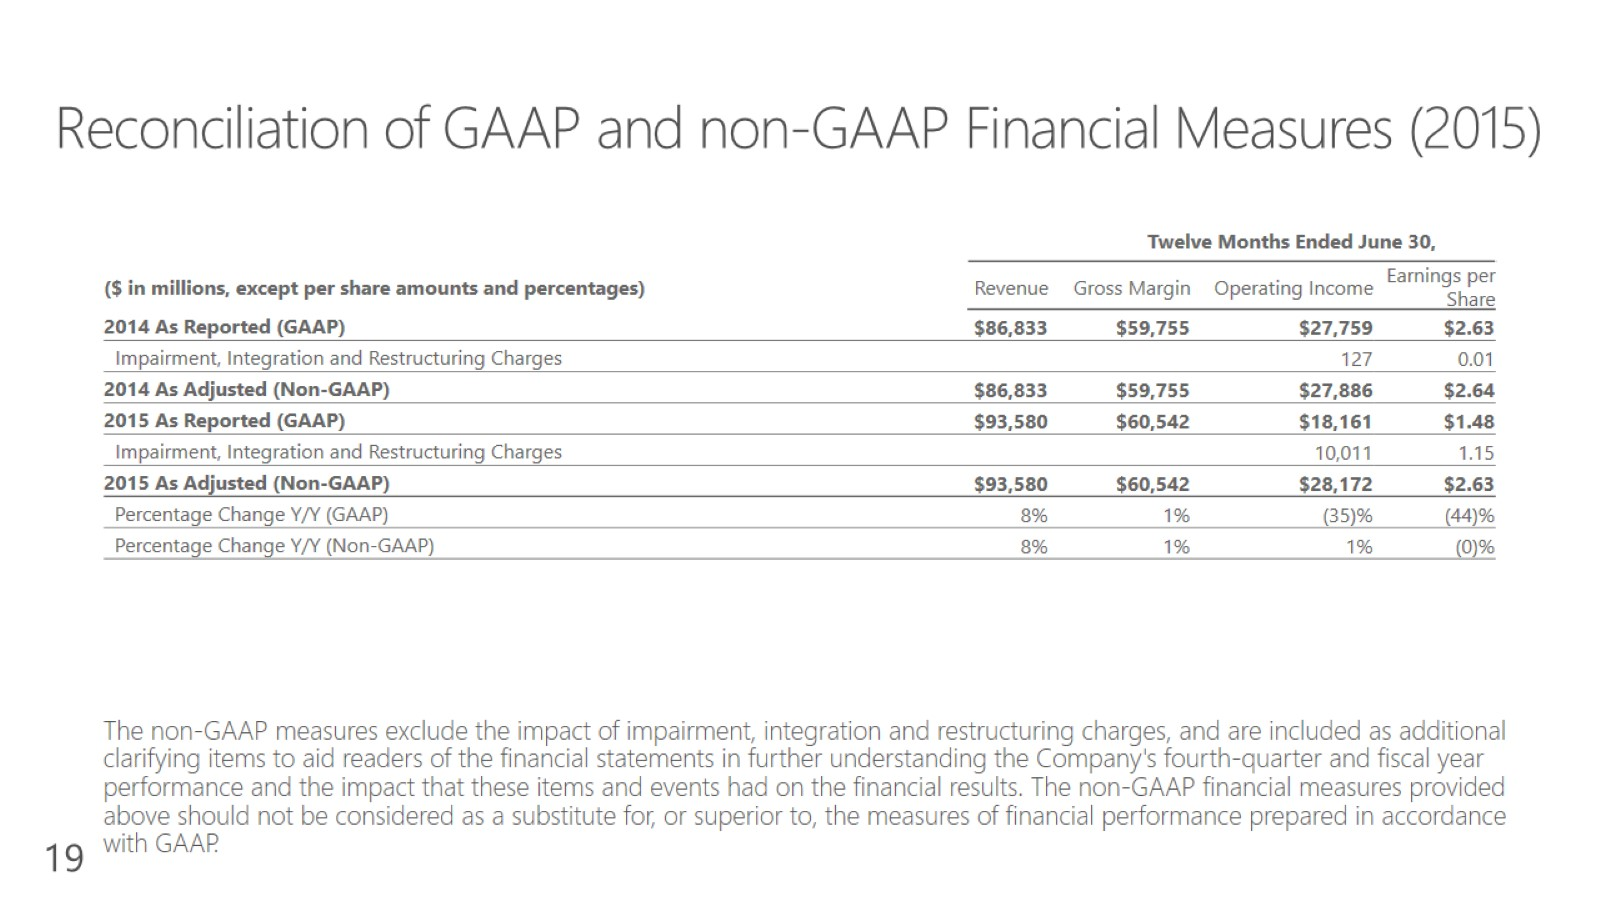 Reconciliation of GAAP and non-GAAP Financial Measures (2015)
Twelve Months Ended June 30,
($ in millions, except per share amounts and percentages) Revenue Gross Margin Operating Income Earnings per Share
2014 As Reported (GAAP) $86,833 $59,755 $27,759 $2.63
Impairment, Integration and Restructuring Charges 127 0.01
2014 As Adjusted (Non-GAAP) $86,833 $59,755 $27,886 $2.64
2015 As Reported (GAAP) $93,580 $60,542 $18,161 $1.48
Impairment, Integration and Restructuring Charges 10,011 1.15
2015 As Adjusted (Non-GAAP) $93,580 $60,542 $28,172 $2.63
Percentage Change Y/Y (GAAP) 8% 1% (35)% (44)%
Percentage Change Y/Y (Non-GAAP) 8% 1% 1% (0)%
The non-GAAP measures exclude the impact of impairment, integration and restructuring charges, and are included as additional
clarifying items to aid readers of the financial statements in further understanding the Company's fourth-quarter and fiscal year
performance and the impact that these items and events had on the financial results. The non-GAAP financial measures provided
above should not be considered as a substitute for, or superior to, the measures of financial performance prepared in accordance
with GAAP.
19